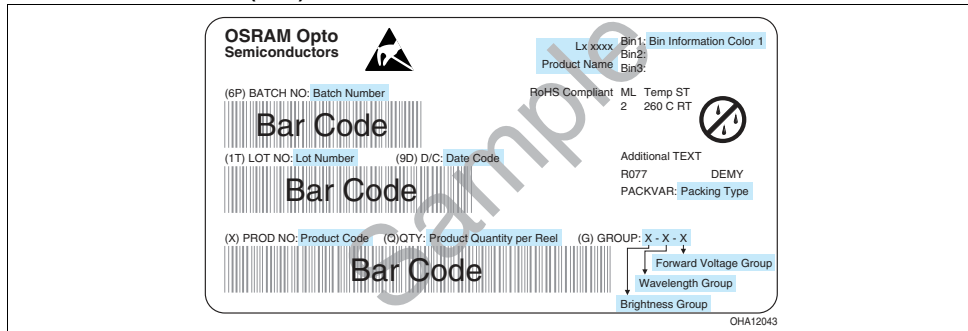 OSRAM Opto
Semiconductors
Lx xxxx
Product Name
Bin1: Bin Information Color 1
Bin2:
Bin3:
RoHS Compliant ML Temp ST
2 260 C RT
(6P) BATCH NO: Batch Number
Bar Code
(1T) LOT NO: Lot Number (9D) D/C: Date Code
Bar Code
Additional TEXT
R077 DEMY
PACKVAR: Packing Type
(X) PROD NO: Product Code (Q)QTY: Product Quantity per Reel (G) GROUP: X - X - X
Bar Code
Forward Voltage Group
Wavelength Group
Brightness Group
Sample
OHA12043